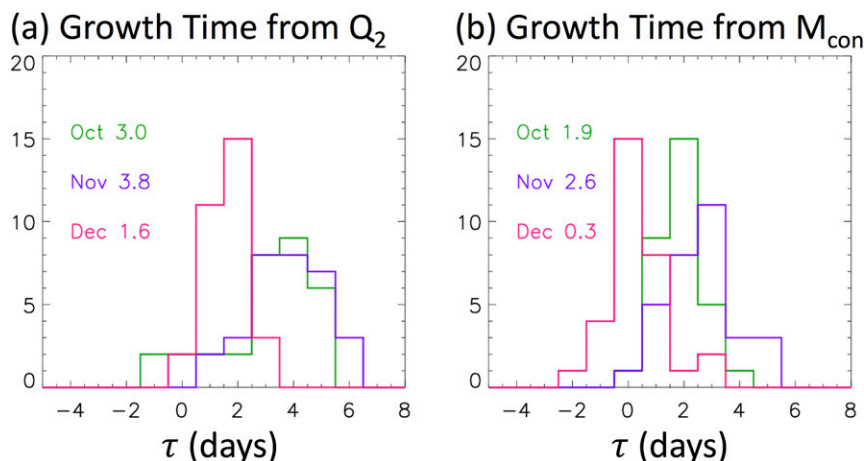 (a) Growth Time from Q₂
20
15
10
5
0
Oct 3.0
Nov 3.8
Dec 1.6
−4 −2 0 2 4 6 8
τ (days)
(b) Growth Time from M_con
20
15
10
5
0
Oct 1.9
Nov 2.6
Dec 0.3
−4 −2 0 2 4 6 8
τ (days)